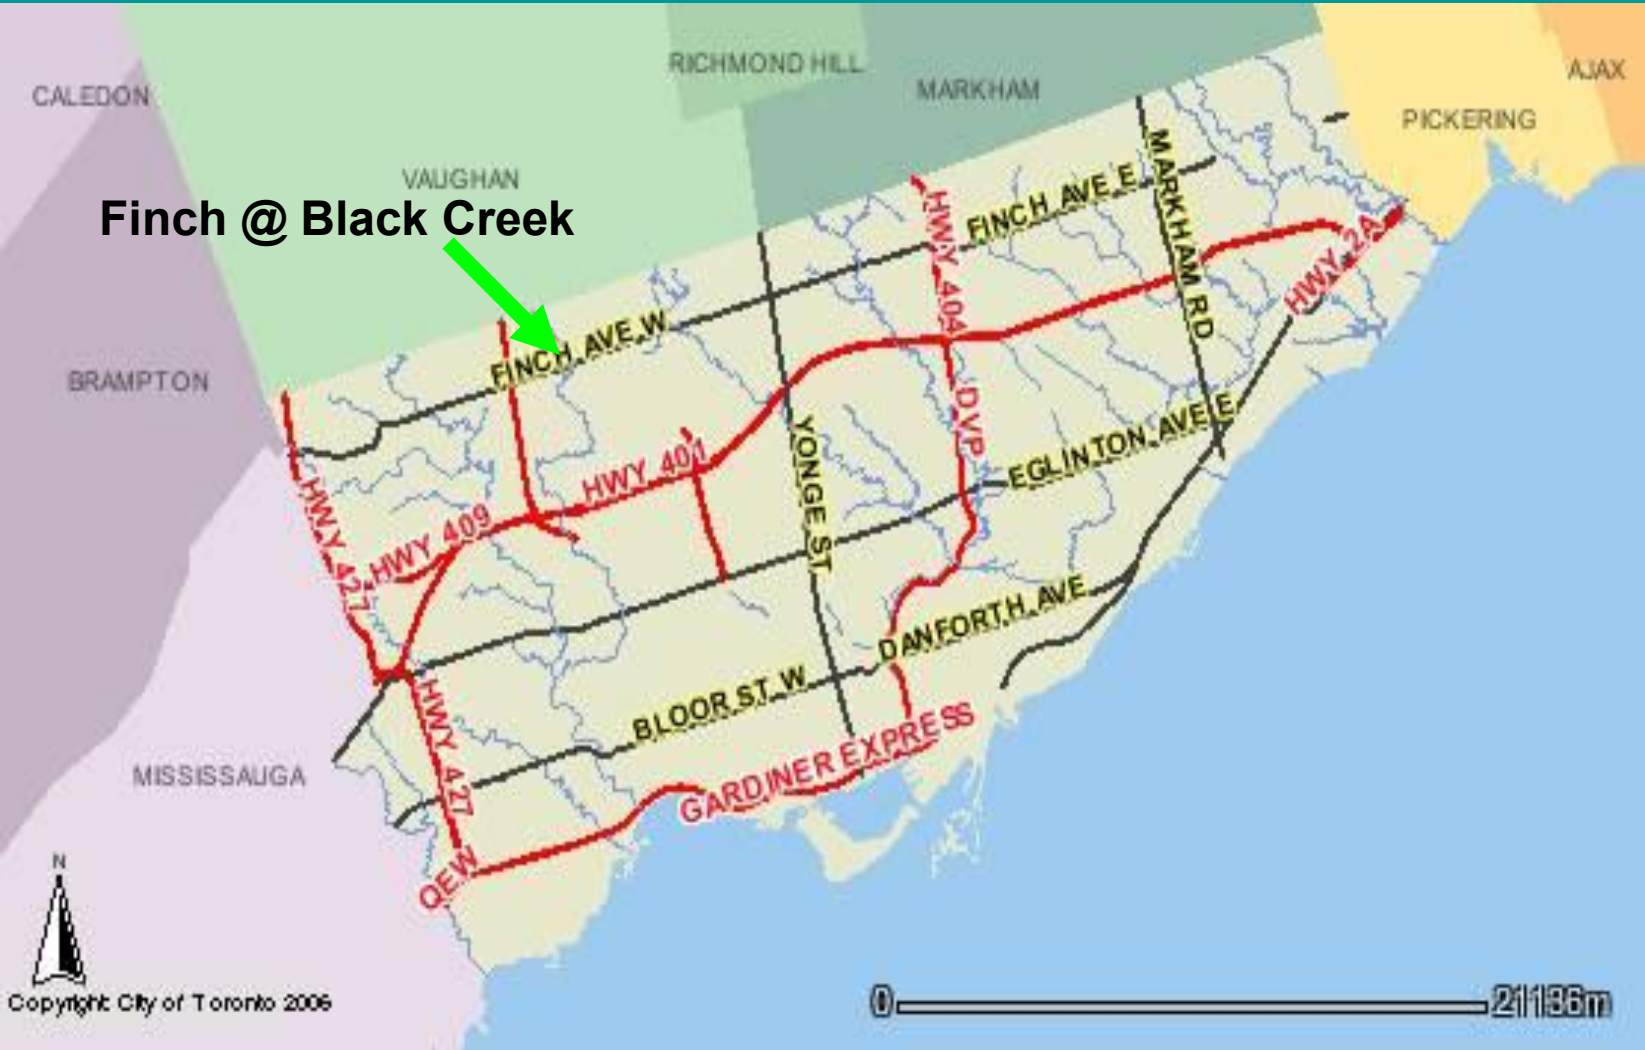 RICHMOND HILL
AJAX
CALEDON
MARKHAM
PICKERING
VAUGHAN
Finch @ Black Creek
MARKHAM RD
FINCH AVE E
HWY 404
HWY 2A
FINCH AVE W
BRAMPTON
DVP
YONGE ST
EGLINTON AVE E
HWY 401
HWY 427
HWY 409
DANFORTH AVE
BLOOR ST W
HWY 427
GARDINER EXPRESS
MISSISSAUGA
QEW
N
Copyright: City of Toronto 2006
0
21136m